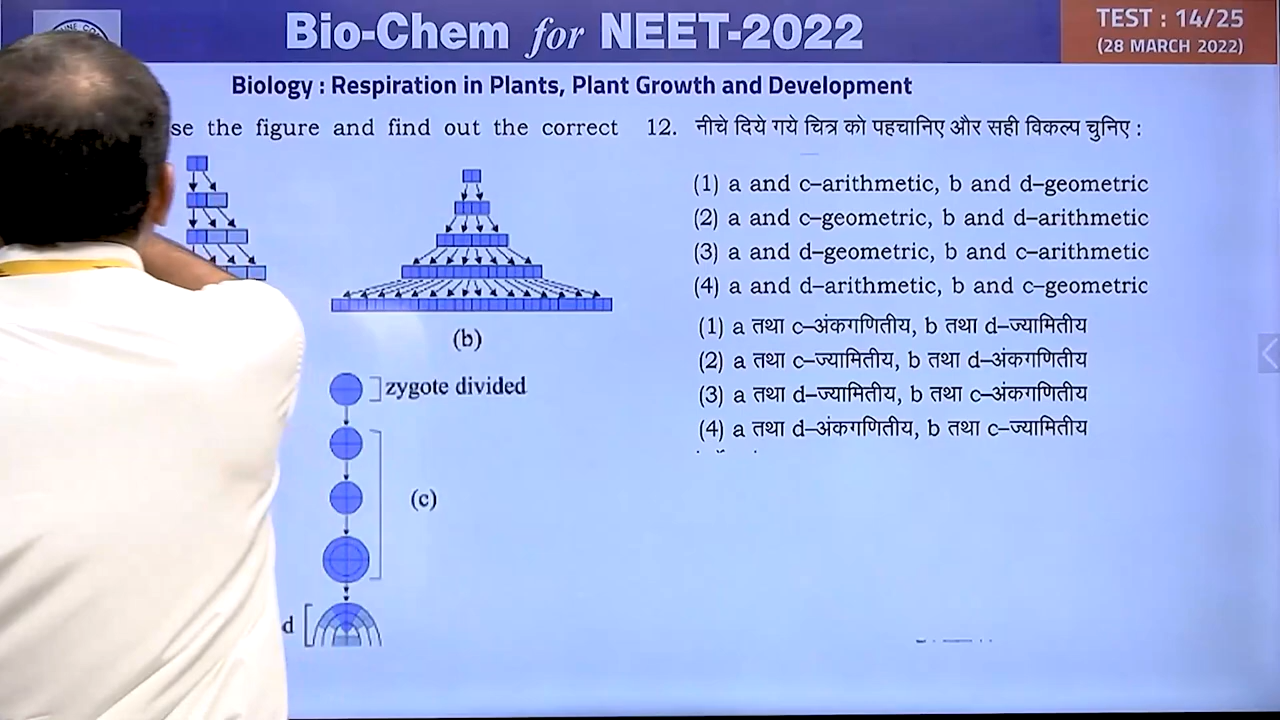 Bio-Chem for NEET-2022
TEST : 14/25
(28 MARCH 2022)
Biology : Respiration in Plants, Plant Growth and Development
se the figure and find out the correct
(b)
zygote divided
(c)
d
12. नीचे दिये गये चित्र को पहचानिए और सही विकल्प चुनिए :
(1) a and c–arithmetic, b and d–geometric
(2) a and c–geometric, b and d–arithmetic
(3) a and d–geometric, b and c–arithmetic
(4) a and d–arithmetic, b and c–geometric
(1) a तथा c–अंकगणितीय, b तथा d–ज्यामितीय
(2) a तथा c–ज्यामितीय, b तथा d–अंकगणितीय
(3) a तथा d–ज्यामितीय, b तथा c–अंकगणितीय
(4) a तथा d–अंकगणितीय, b तथा c–ज्यामितीय